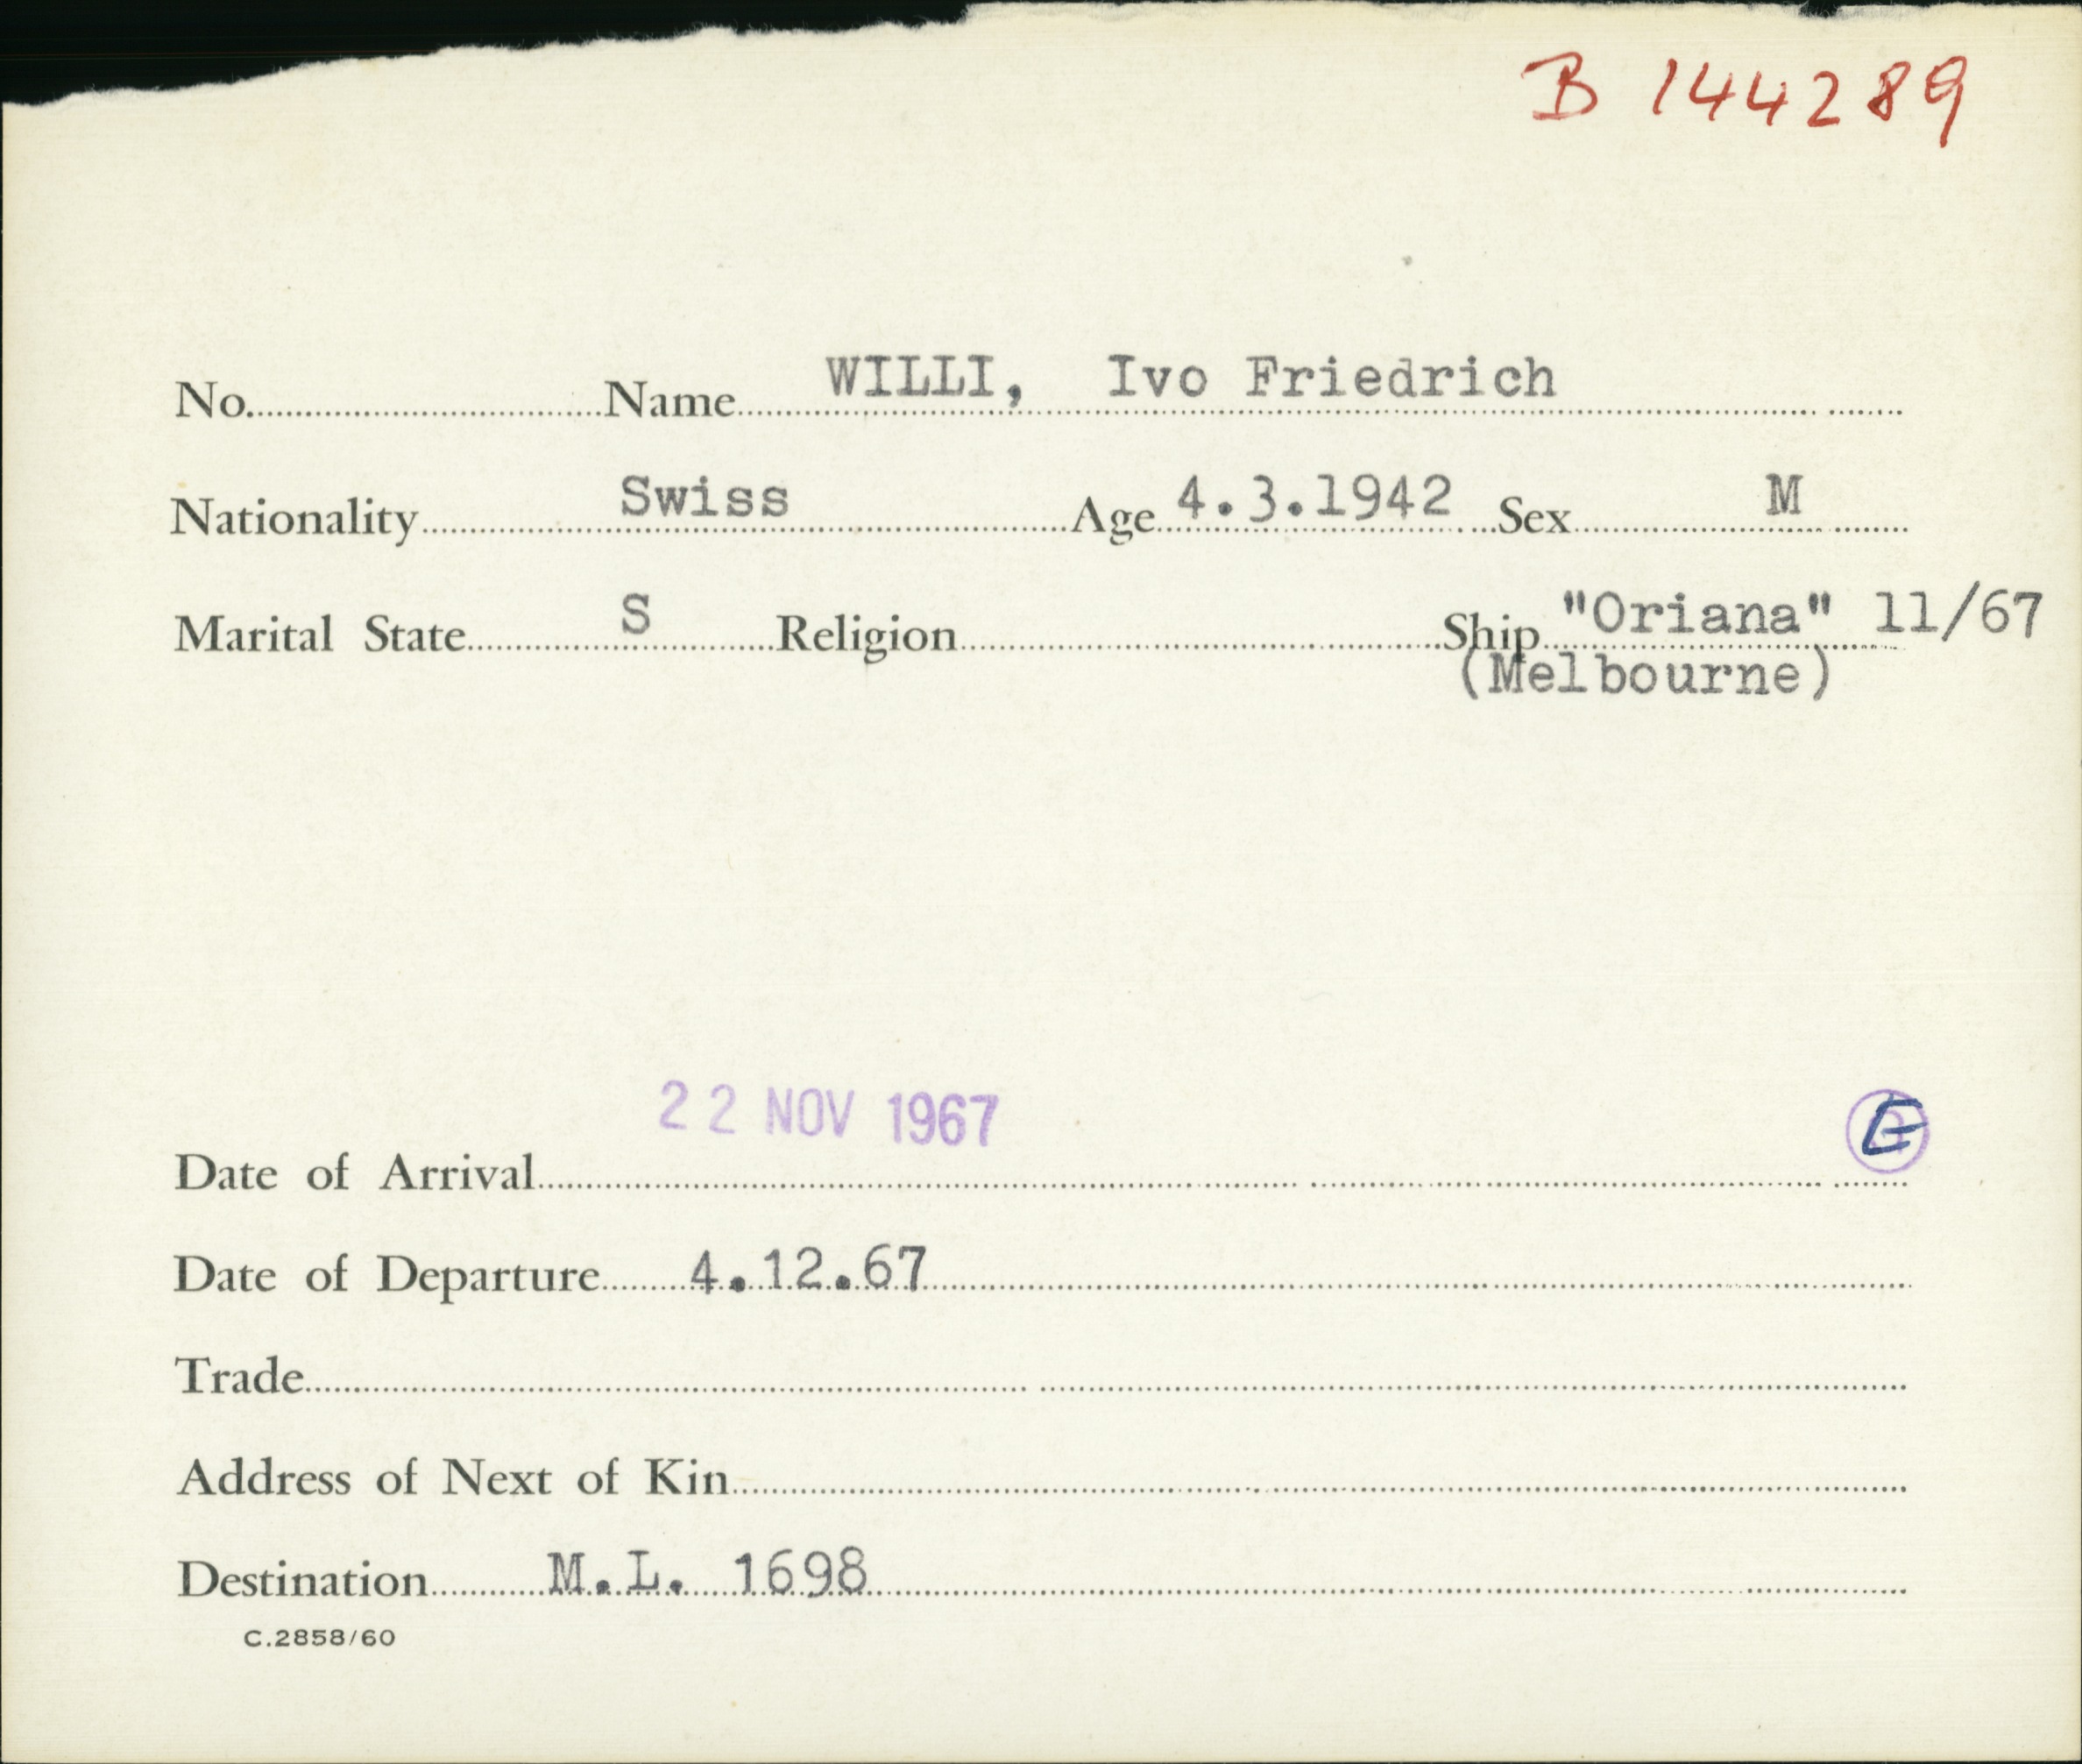 B 144289
No. Name WILLI, Ivo Friedrich
Nationality Swiss Age 4.3.1942 Sex M
Marital State S Religion Ship "Oriana" 11/67
(Melbourne)
22 NOV 1967
E
Date of Arrival
Date of Departure 4.12.67
Trade
Address of Next of Kin
Destination M.L. 1698
C.2858/60